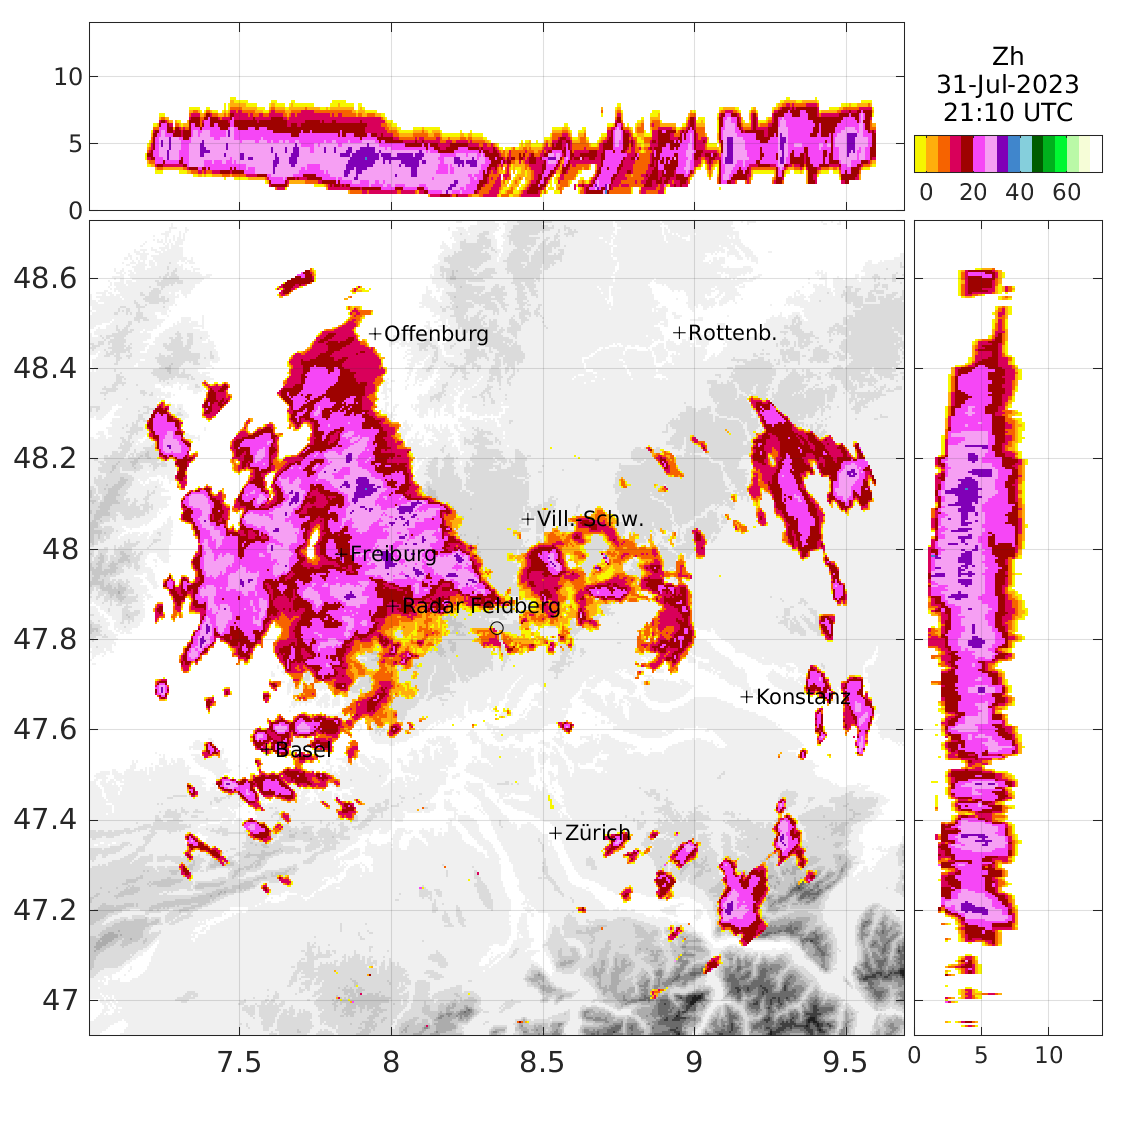 10
5
0
Zh
31-Jul-2023
21:10 UTC
0 20 40 60
48.6
48.4
48.2
48
47.8
47.6
47.4
47.2
47
+Offenburg
+Rottenb.
+Vill.-Schw.
+Freiburg
+Radar Feldberg
+Konstanz
+Basel
+Zürich
7.5 8 8.5 9 9.5
0 5 10